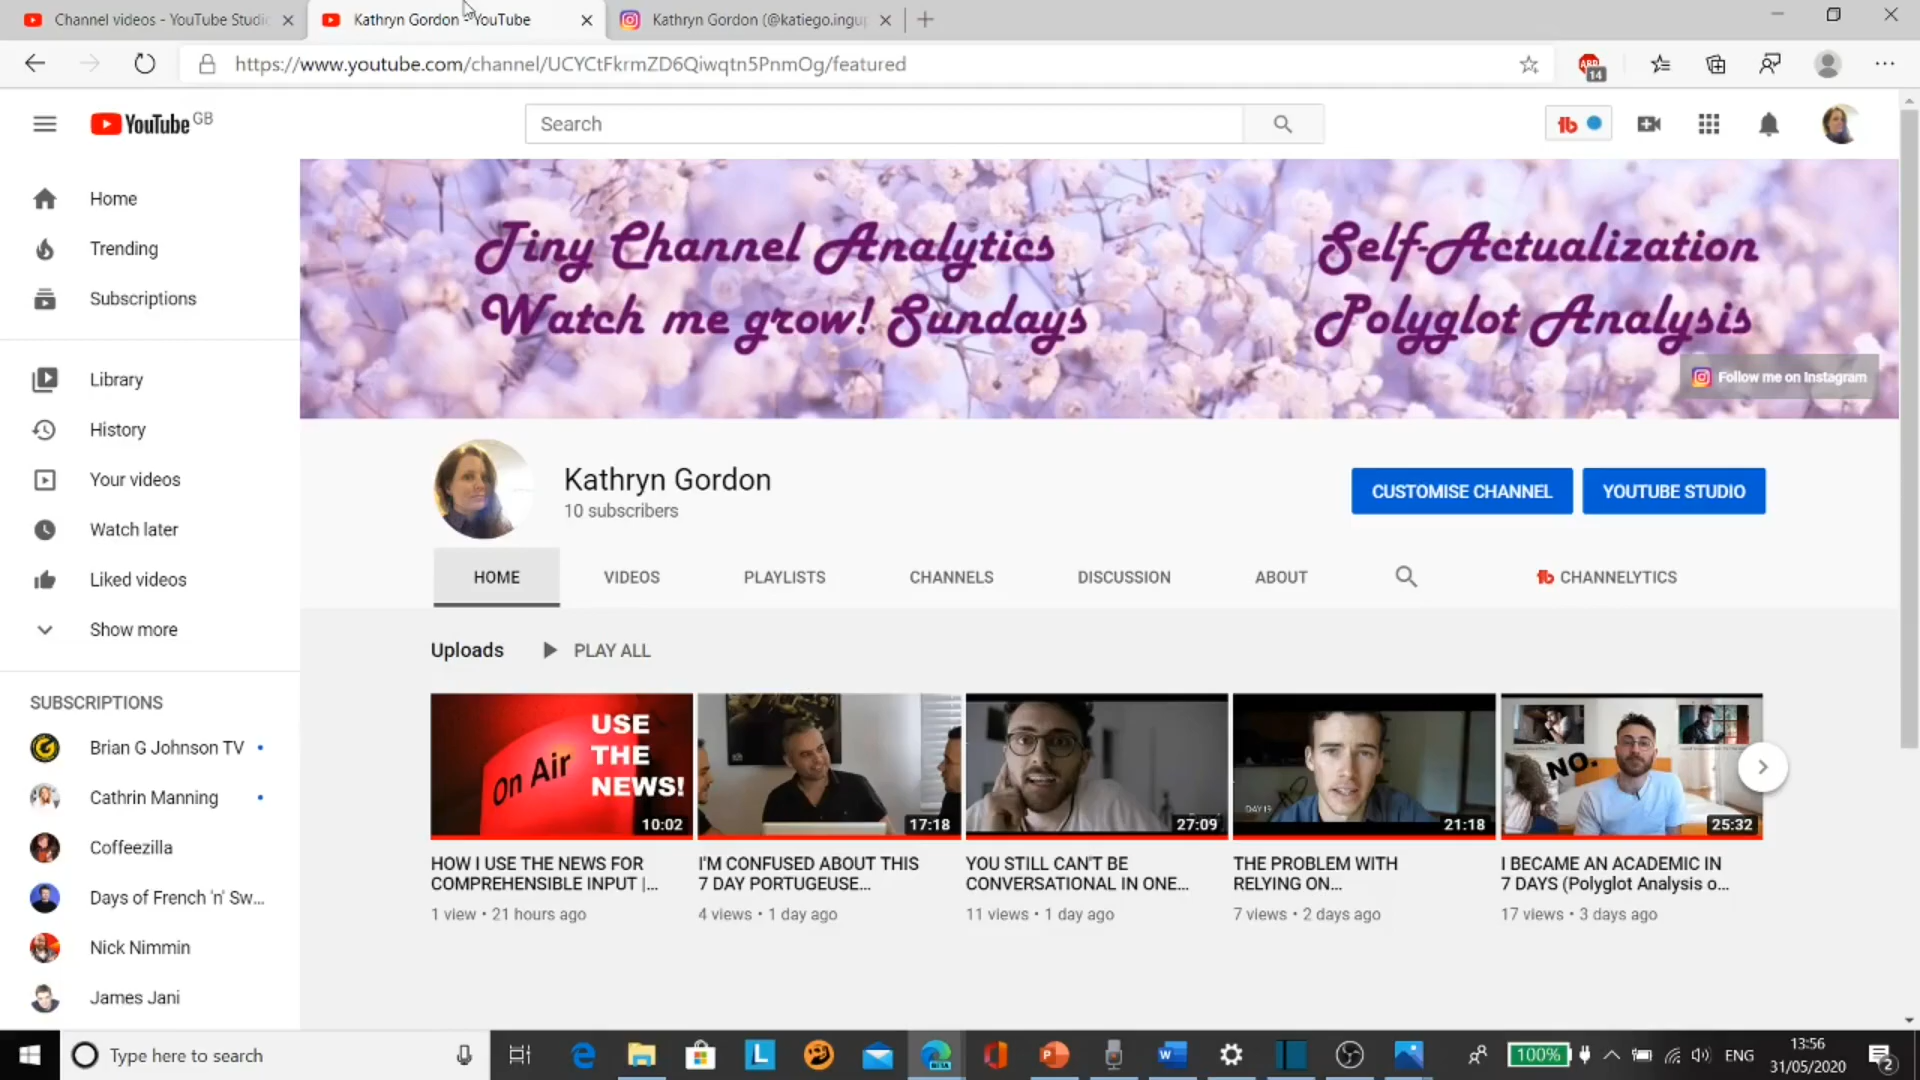 Channel videos - YouTube Studio
Kathryn Gordon - YouTube
Kathryn Gordon (@katiego.ingup
https://www.youtube.com/channel/UCYCtFkrmZD6Qiwqtn5PnmOg/featured
14
YouTube GB
Search
Home
Trending
Subscriptions
Library
History
Your videos
Watch later
Liked videos
Show more
SUBSCRIPTIONS
Brian G Johnson TV
Cathrin Manning
Coffeezilla
Days of French 'n' Sw...
Nick Nimmin
James Jani
Tiny Channel Analytics
Watch me grow! Sundays
Self-Actualization
Polyglot Analysis
Follow me on Instagram
Kathryn Gordon
10 subscribers
CUSTOMISE CHANNEL
YOUTUBE STUDIO
HOME VIDEOS PLAYLISTS CHANNELS DISCUSSION ABOUT CHANNELYTICS
Uploads PLAY ALL
On Air
USE
THE
NEWS!
10:02
HOW I USE THE NEWS FOR
COMPREHENSIBLE INPUT |...
1 view • 21 hours ago
17:18
I'M CONFUSED ABOUT THIS
7 DAY PORTUGEUSE...
4 views • 1 day ago
27:09
YOU STILL CAN'T BE
CONVERSATIONAL IN ONE...
11 views • 1 day ago
DAY 13
21:18
THE PROBLEM WITH
RELYING ON...
7 views • 2 days ago
NO.
25:32
I BECAME AN ACADEMIC IN
7 DAYS (Polyglot Analysis o...
17 views • 3 days ago
Type here to search
100%
ENG
13:56
31/05/2020
2